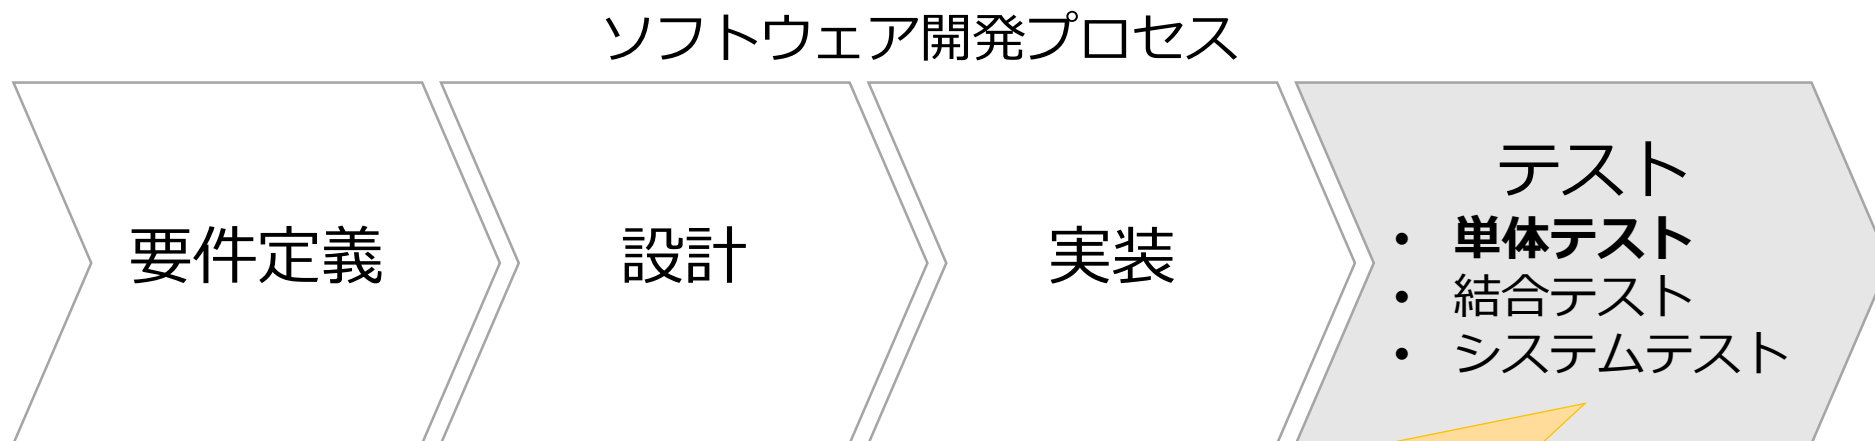 ソフトウェア開発プロセス
要件定義
設計
実装
テスト
• 単体テスト
• 結合テスト
• システムテスト